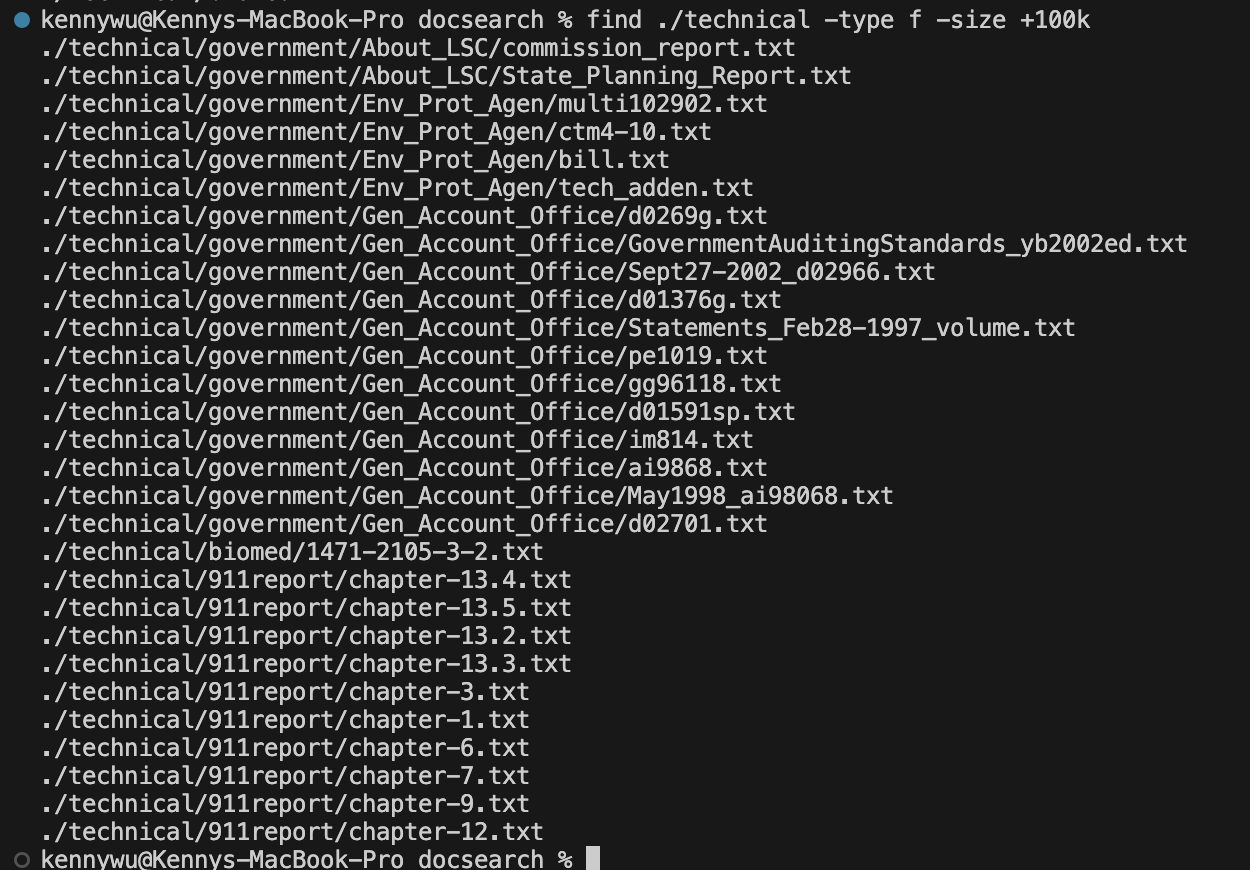 kennywu@Kennys-MacBook-Pro docsearch % find ./technical -type f -size +100k
./technical/government/About_LSC/commission_report.txt
./technical/government/About_LSC/State_Planning_Report.txt
./technical/government/Env_Prot_Agen/multi102902.txt
./technical/government/Env_Prot_Agen/ctm4-10.txt
./technical/government/Env_Prot_Agen/bill.txt
./technical/government/Env_Prot_Agen/tech_adden.txt
./technical/government/Gen_Account_Office/d0269g.txt
./technical/government/Gen_Account_Office/GovernmentAuditingStandards_yb2002ed.txt
./technical/government/Gen_Account_Office/Sept27-2002_d02966.txt
./technical/government/Gen_Account_Office/d01376g.txt
./technical/government/Gen_Account_Office/Statements_Feb28-1997_volume.txt
./technical/government/Gen_Account_Office/pe1019.txt
./technical/government/Gen_Account_Office/gg96118.txt
./technical/government/Gen_Account_Office/d01591sp.txt
./technical/government/Gen_Account_Office/im814.txt
./technical/government/Gen_Account_Office/ai9868.txt
./technical/government/Gen_Account_Office/May1998_ai98068.txt
./technical/government/Gen_Account_Office/d02701.txt
./technical/biomed/1471-2105-3-2.txt
./technical/911report/chapter-13.4.txt
./technical/911report/chapter-13.5.txt
./technical/911report/chapter-13.2.txt
./technical/911report/chapter-13.3.txt
./technical/911report/chapter-3.txt
./technical/911report/chapter-1.txt
./technical/911report/chapter-6.txt
./technical/911report/chapter-7.txt
./technical/911report/chapter-9.txt
./technical/911report/chapter-12.txt
kennywu@Kennys-MacBook-Pro docsearch %